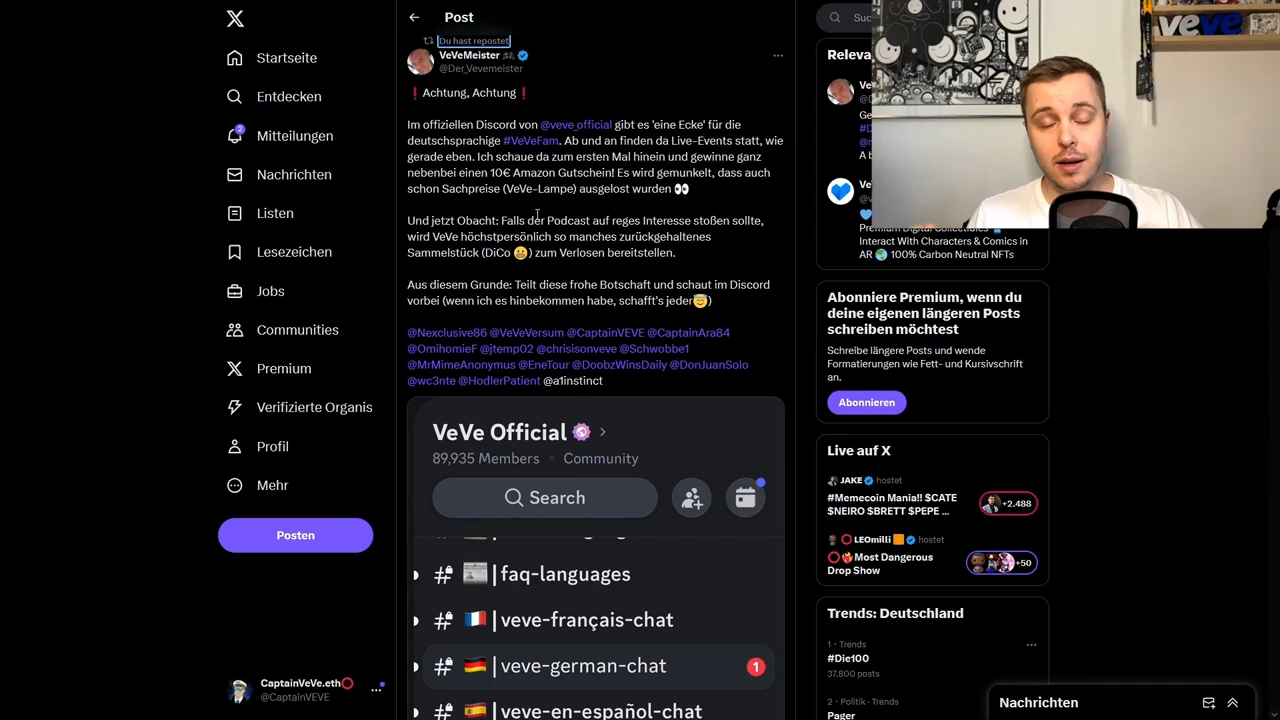 Startseite
Entdecken
2
Mitteilungen
Nachrichten
Listen
Lesezeichen
Jobs
Communities
Premium
Verifizierte Organis
Profil
Mehr
Posten
CaptainVeVe.eth
@CaptainVEVE
Post
Du hast repostet
VeVeMeister
@Der_Vevemeister
❗Achtung, Achtung❗
Im offiziellen Discord von @veve_official gibt es 'eine Ecke' für die
deutschsprachige #VeVeFam. Ab und an finden da Live-Events statt, wie
gerade eben. Ich schaue da zum ersten Mal hinein und gewinne ganz
nebenbei einen 10€ Amazon Gutschein! Es wird gemunkelt, dass auch
schon Sachpreise (VeVe-Lampe) ausgelost wurden 👀
Und jetzt Obacht: Falls der Podcast auf reges Interesse stoßen sollte,
wird VeVe höchstpersönlich so manches zurückgehaltenes
Sammelstück (DiCo 😬) zum Verlosen bereitstellen.
Aus diesem Grunde: Teilt diese frohe Botschaft und schaut im Discord
vorbei (wenn ich es hinbekommen habe, schafft's jeder😇)
@Nexclusive86 @VeVeVersum @CaptainVEVE @CaptainAra84
@OmihomieF @jtemp02 @chrisisonveve @Schwobbe1
@MrMimeAnonymus @EneTour @DoobzWinsDaily @DonJuanSolo
@wc3nte @HodlerPatient @a1instinct
VeVe Official
89,935 Members • Community
Search
# | faq-languages
# | veve-français-chat
# | veve-german-chat
1
# | veve-en-español-chat
Suc
Releva
Ve
@
Ge
#D
@
A b
Ve
@v
Premium Digital Collectibles
Interact With Characters & Comics in
AR 🌏 100% Carbon Neutral NFTs
Abonniere Premium, wenn du
deine eigenen längeren Posts
schreiben möchtest
Schreibe längere Posts und wende
Formatierungen wie Fett- und Kursivschrift
an.
Abonnieren
Live auf X
JAKE hostet
#Memecoin Mania!! $CATE
$NEIRO $BRETT $PEPE ...
+2.488
LEOmilli hostet
⭕❤️‍🔥Most Dangerous
Drop Show
+50
Trends: Deutschland
1 · Trends
#Die100
37.800 posts
2 · Politik · Trends
Pager
Nachrichten
veve